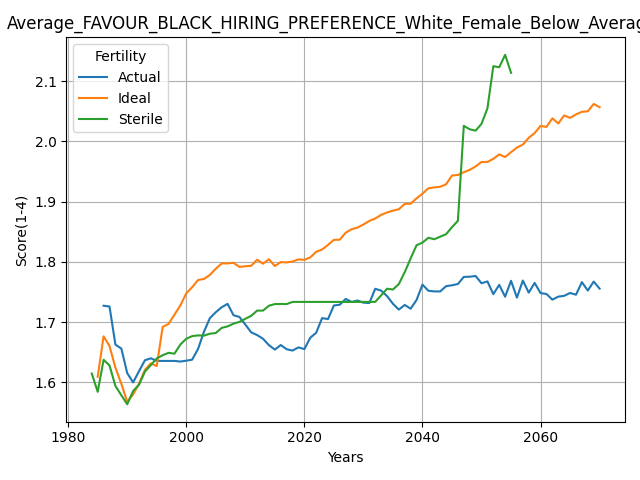 Average_FAVOUR_BLACK_HIRING_PREFERENCE_White_Female_Below_Averag
Fertility
Actual
Ideal
Sterile
2.1
2.0
1.9
1.8
1.7
1.6
Score(1-4)
1980
2000
2020
2040
2060
Years